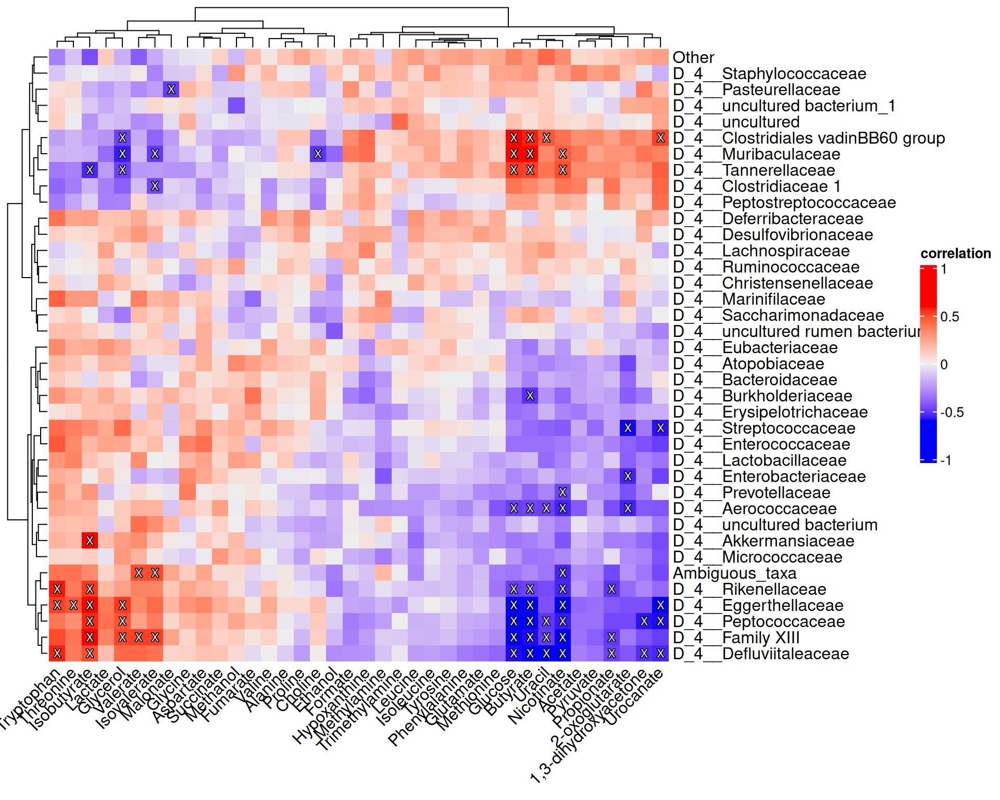 Other
D_4__Staphylococcaceae
D_4__Pasteurellaceae
D_4__uncultured bacterium_1
D_4__uncultured
D_4__Clostridiales vadinBB60 group
D_4__Muribaculaceae
D_4__Tannerellaceae
D_4__Clostridiaceae 1
D_4__Peptostreptococcaceae
D_4__Deferribacteraceae
D_4__Desulfovibrionaceae
D_4__Lachnospiraceae
D_4__Ruminococcaceae
D_4__Christensenellaceae
D_4__Marinifilaceae
D_4__Saccharimonadaceae
D_4__uncultured rumen
D_4__Eubacteriaceae
D_4__Atopobiaceae
D_4__Bacteroidaceae
D_4__Burkholderiaceae
D_4__Erysipelotrichaceae
D_4__Streptococcaceae
D_4__Enterococcaceae
D_4__Lactobacillaceae
D_4__Enterobacteriaceae
D_4__Prevotellaceae
D_4__Aerococcaceae
D_4__uncultured bacterium
D_4__Akkermansiaceae
D_4__Micrococcaceae
Ambiguous_taxa
D_4__Rikenellaceae
D_4__Eggerthellaceae
D_4__Peptococcaceae
D_4__Family XIII
D_4__Defluviitaleaceae
correlation
1
0.5
0
-0.5
-1
Tryptophan
Threonine
Isobutyrate
Lactate
Glycerol
Valerate
Isovalerate
Malonate
Glycine
Aspartate
Succinate
Methanol
Fumarate
Valine
Alanine
Proline
Choline
Ethanol
Formate
Hypoxanthine
Methylamine
Trimethylamine
Leucine
Isoleucine
Tyrosine
Phenylalanine
Glutamate
Methionine
Glucose
Butyrate
Uracil
Nicotinate
Acetate
Pyruvate
Propionate
2-oxoglutarate
1,3-dihydroxyacetone
Urocanate